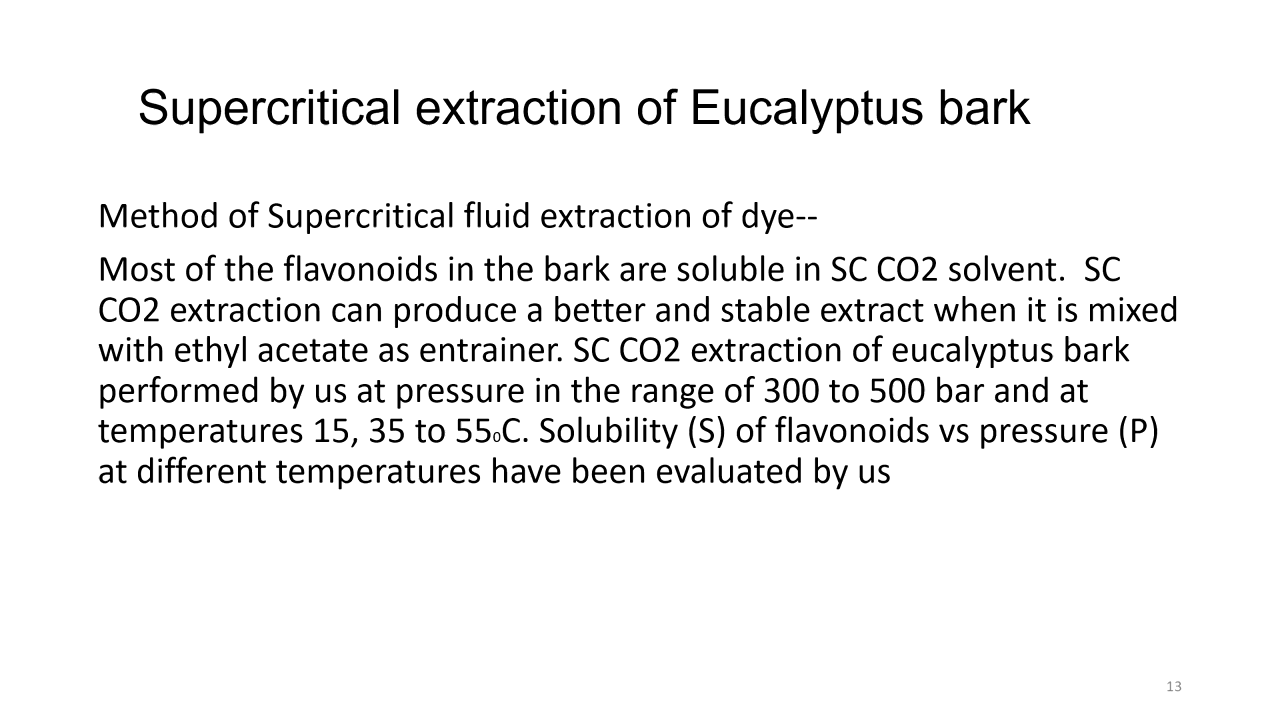 Supercritical extraction of Eucalyptus bark
Method of Supercritical fluid extraction of dye--
Most of the flavonoids in the bark are soluble in SC CO2 solvent.  SC
CO2 extraction can produce a better and stable extract when it is mixed
with ethyl acetate as entrainer. SC CO2 extraction of eucalyptus bark
performed by us at pressure in the range of 300 to 500 bar and at
temperatures 15, 35 to 55₀C. Solubility (S) of flavonoids vs pressure (P)
at different temperatures have been evaluated by us
13